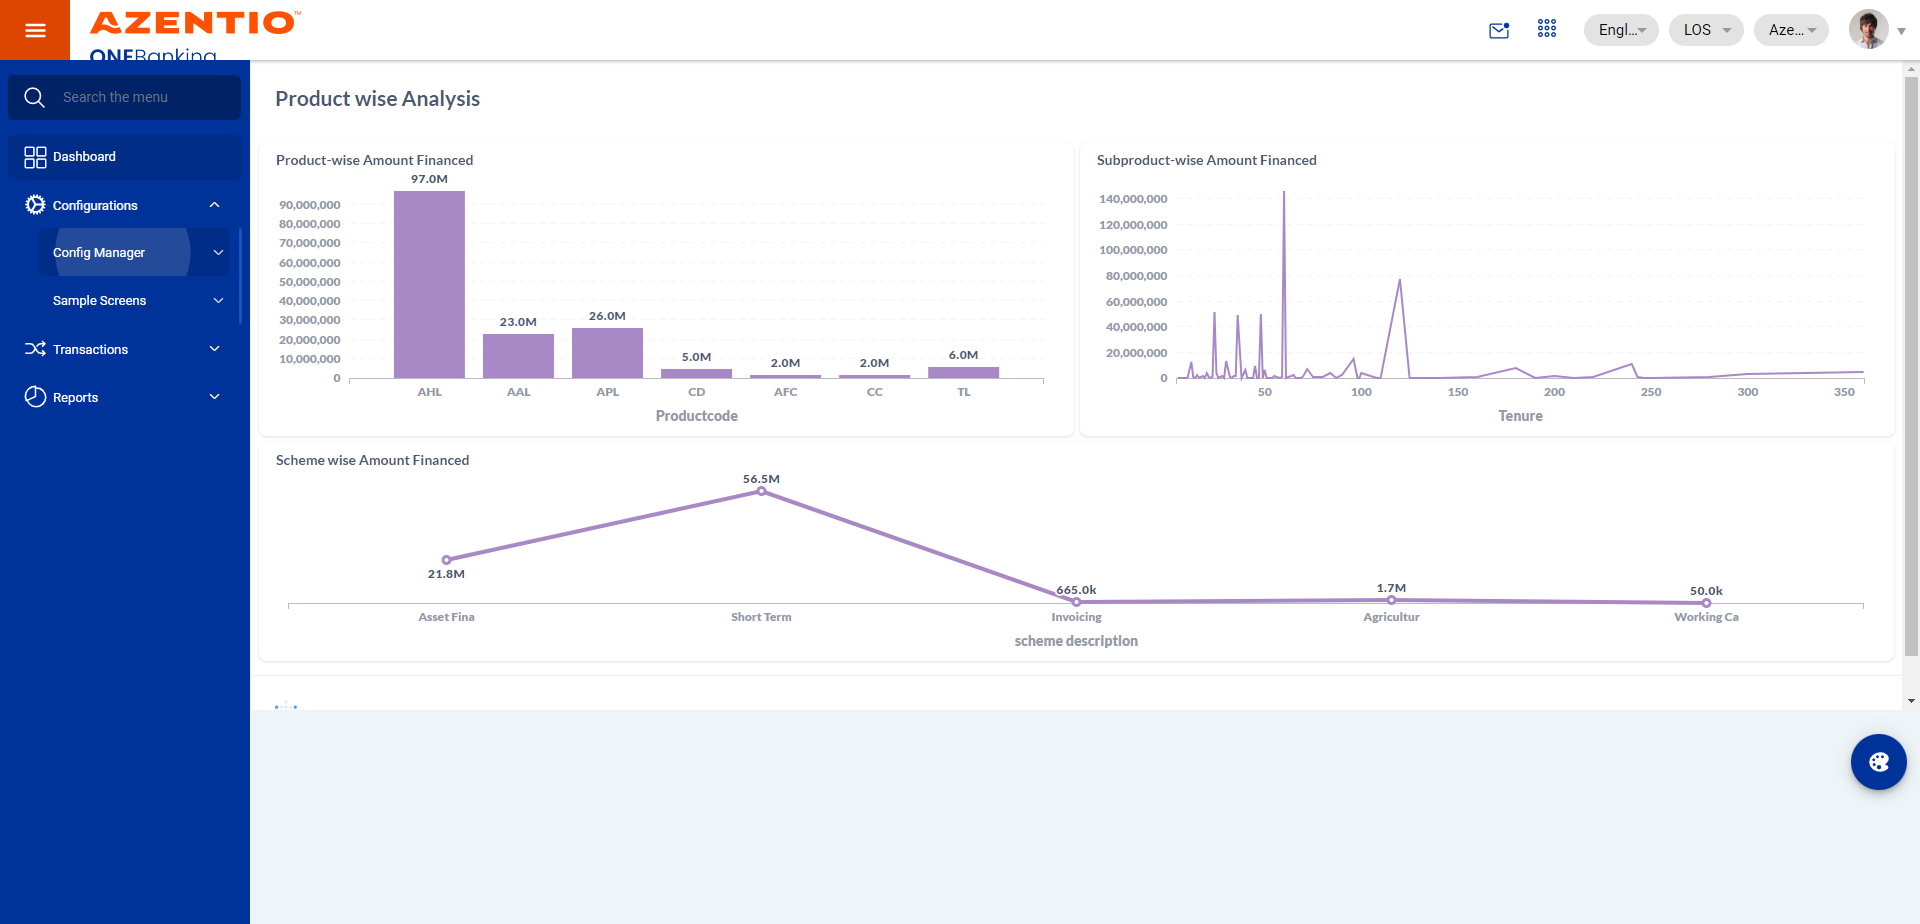 AZENTIO™
ONEBanking
Engl...
LOS
Aze...
Search the menu
Dashboard
Configurations
Config Manager
Sample Screens
Transactions
Reports
Product wise Analysis
Product-wise Amount Financed
97.0M
90,000,000
80,000,000
70,000,000
60,000,000
50,000,000
40,000,000
30,000,000
20,000,000
10,000,000
0
23.0M
26.0M
5.0M
2.0M
2.0M
6.0M
AHL AAL APL CD AFC CC TL
Productcode
Subproduct-wise Amount Financed
140,000,000
120,000,000
100,000,000
80,000,000
60,000,000
40,000,000
20,000,000
0
50 100 150 200 250 300 350
Tenure
Scheme wise Amount Financed
56.5M
21.8M
665.0k
1.7M
50.0k
Asset Fina Short Term Invoicing Agricultur Working Ca
scheme description